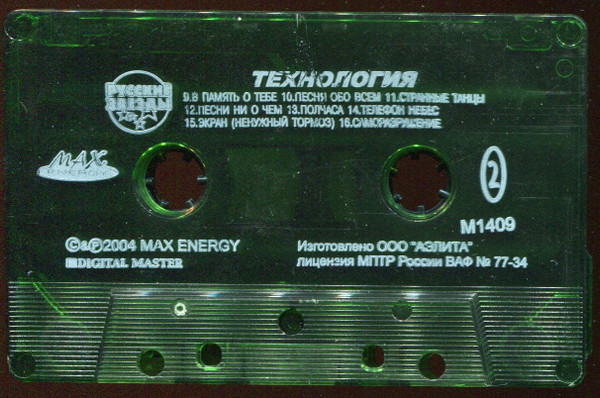 РУССКИЕ
ЗВЕЗДЫ
ТЕХНОЛОГИЯ
9.В ПАМЯТЬ О ТЕБЕ 10.ПЕСНЯ ОБО ВСЕМ 11.СТРАННЫЕ ТАНЦЫ
12.ПЕСНИ НИ О ЧЕМ 13.ПОЛЧАСА 14.ТЕЛЕФОН НЕБЕС
15.ЭКРАН (НЕНУЖНЫЙ ТОРМОЗ) 16.САМОРАЗРАЖЕНИЕ
MAX
ENERGY
2
M1409
©&℗2004 MAX ENERGY
DIGITAL MASTER
Изготовлено ООО "АЭЛИТА"
лицензия МПТР России ВАФ № 77-34